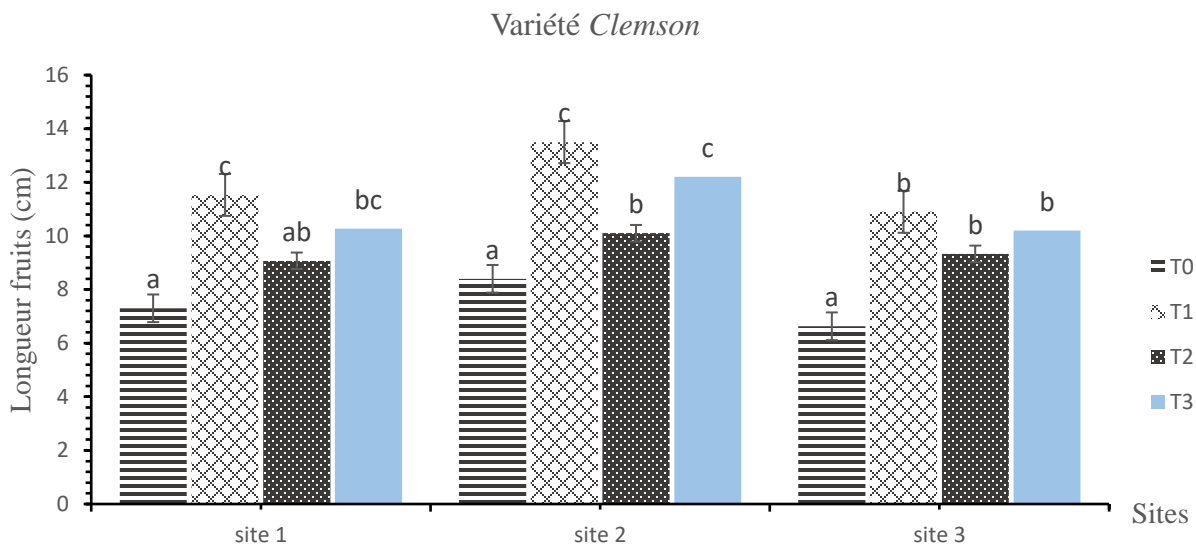 Variété Clemson
Longueur fruits (cm)
16
14
12
10
8
6
4
2
0
a
c
ab
bc
a
c
b
c
a
b
b
b
site 1
site 2
site 3
Sites
T0
T1
T2
T3